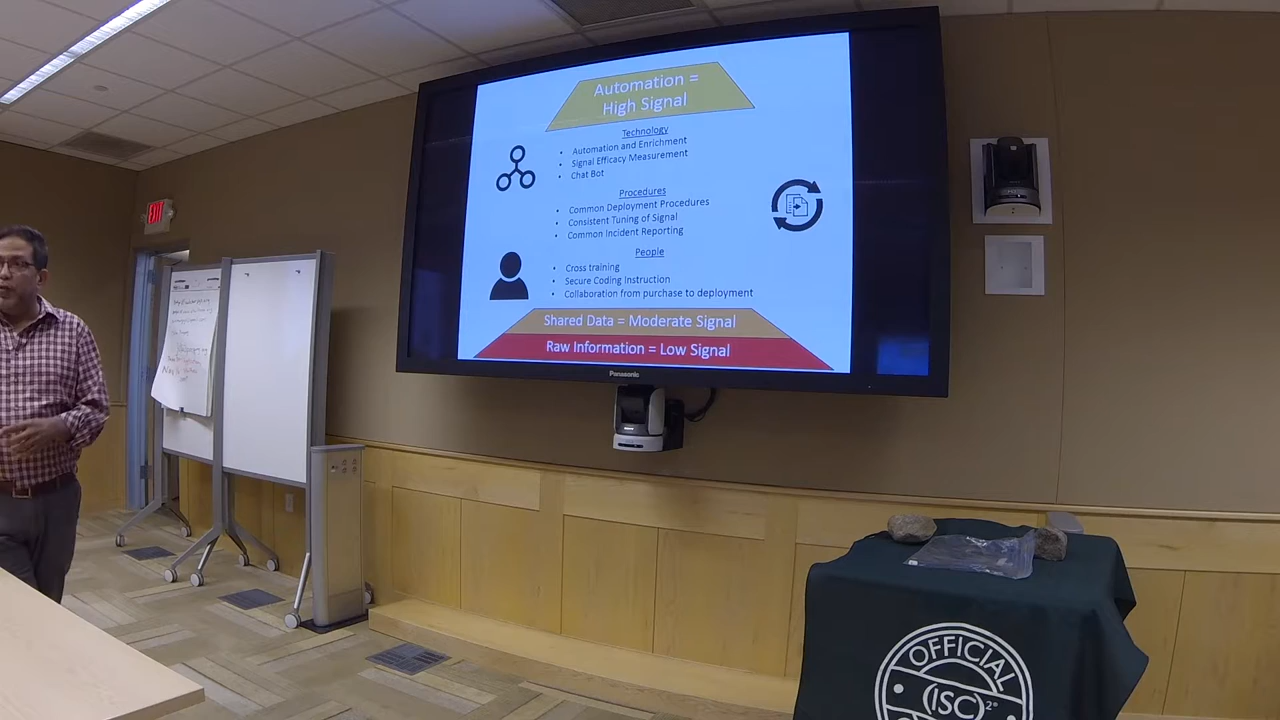 Automation =
High Signal
Technology
• Automation and Enrichment
• Signal Efficacy Measurement
• Chat Bot
Procedures
• Common Deployment Procedures
• Consistent Tuning of Signal
• Common Incident Reporting
People
• Cross training
• Secure Coding Instruction
• Collaboration from purchase to deployment
Shared Data = Moderate Signal
Raw Information = Low Signal
Panasonic
EXIT
OFFICIAL
(ISC)²®